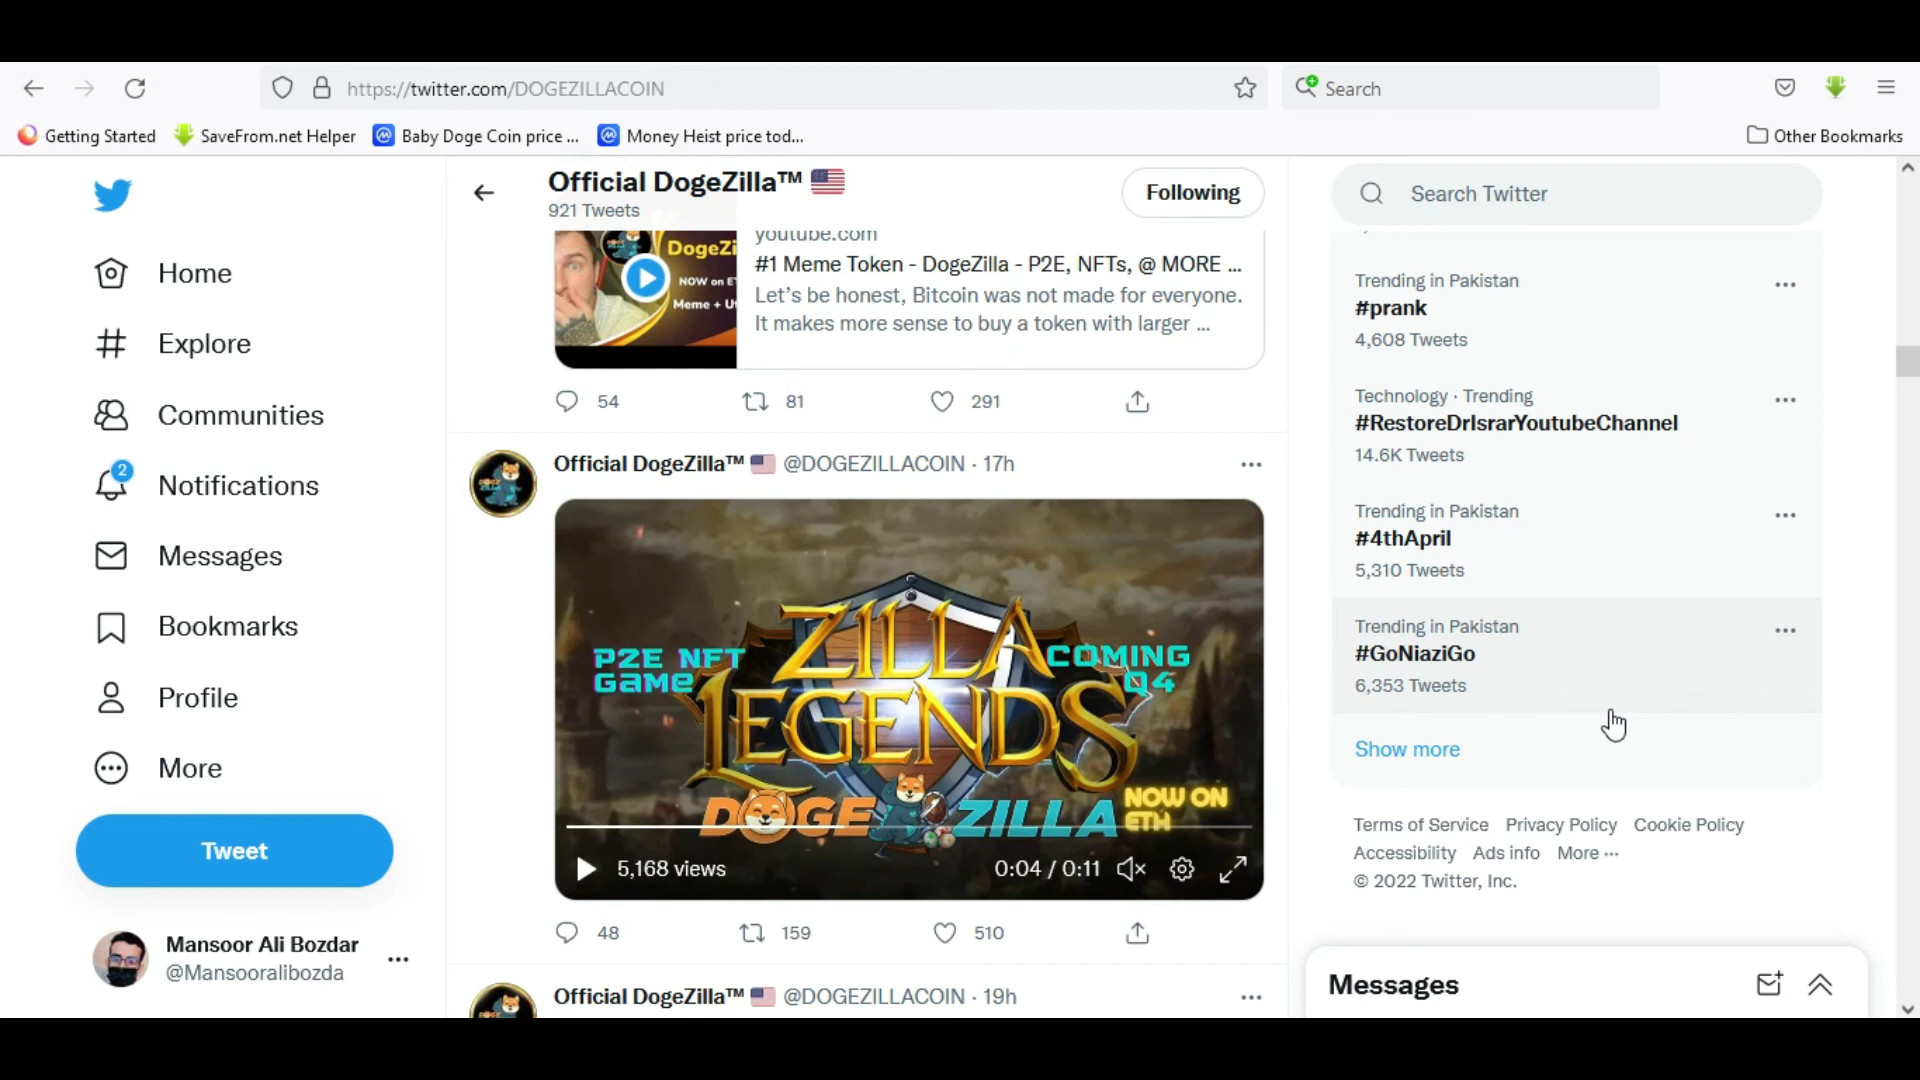 https://twitter.com/DOGEZILLACOIN
Search
Getting Started
SaveFrom.net Helper
Baby Doge Coin price ...
Money Heist price tod...
Other Bookmarks
Home
Explore
Communities
2
Notifications
Messages
Bookmarks
Profile
More
Tweet
Mansoor Ali Bozdar
@Mansooralibozda
Official DogeZilla™
921 Tweets
Following
DogeZi
NOW on E
Meme + Ut
youtube.com
#1 Meme Token - DogeZilla - P2E, NFTs, @ MORE ...
Let's be honest, Bitcoin was not made for everyone.
It makes more sense to buy a token with larger ...
54
81
291
Official DogeZilla™ @DOGEZILLACOIN · 17h
P2E NFT
GAME
ZILLA
LEGENDS
COMING
Q4
DOGE ZILLA
NOW ON
ETH
5,168 views
0:04 / 0:11
48
159
510
Official DogeZilla™ @DOGEZILLACOIN · 19h
Search Twitter
Trending in Pakistan
#prank
4,608 Tweets
Technology · Trending
#RestoreDrIsrarYoutubeChannel
14.6K Tweets
Trending in Pakistan
#4thApril
5,310 Tweets
Trending in Pakistan
#GoNiaziGo
6,353 Tweets
Show more
Terms of Service Privacy Policy Cookie Policy
Accessibility Ads info More ...
© 2022 Twitter, Inc.
Messages